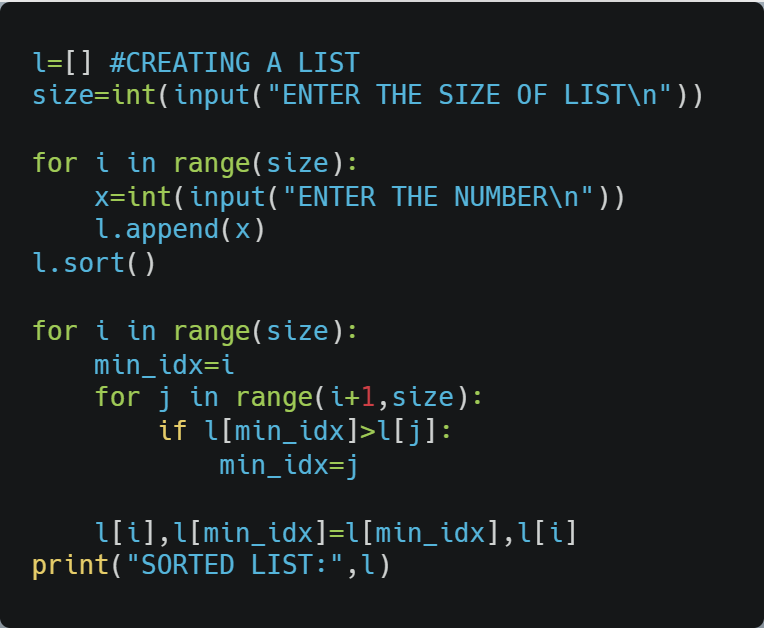 l=[] #CREATING A LIST
size=int(input("ENTER THE SIZE OF LIST\n"))
for i in range(size):
    x=int(input("ENTER THE NUMBER\n"))
    l.append(x)
l.sort()
for i in range(size):
    min_idx=i
    for j in range(i+1,size):
        if l[min_idx]>l[j]:
            min_idx=j
    l[i],l[min_idx]=l[min_idx],l[i]
print("SORTED LIST:",l)